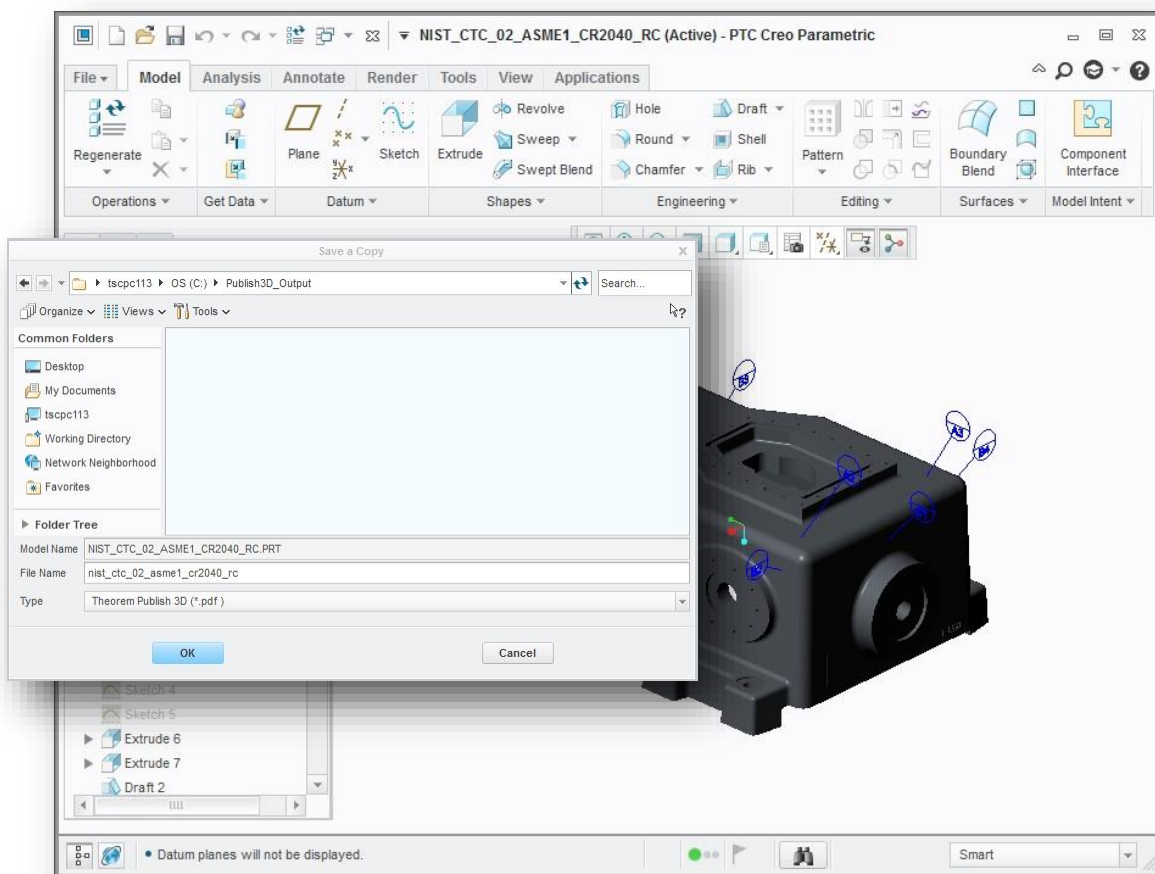 NIST_CTC_02_ASME1_CR2040_RC (Active) - PTC Creo Parametric
File Model Analysis Annotate Render Tools View Applications
Regenerate
Plane
Sketch
Extrude
Revolve
Sweep
Swept Blend
Hole
Round
Chamfer
Draft
Shell
Rib
Pattern
Boundary Blend
Component Interface
Operations Get Data Datum Shapes Engineering Editing Surfaces Model Intent
Save a Copy
tscpc113 OS (C:) Publish3D_Output
Search...
Organize Views Tools
Common Folders
Desktop
My Documents
tscpc113
Working Directory
Network Neighborhood
Favorites
Folder Tree
Model Name NIST_CTC_02_ASME1_CR2040_RC.PRT
File Name nist_ctc_02_asme1_cr2040_rc
Type Theorem Publish 3D (*.pdf )
OK Cancel
B5
A3
B4
B2
Sketch 4
Sketch 5
Extrude 6
Extrude 7
Draft 2
• Datum planes will not be displayed.
Smart